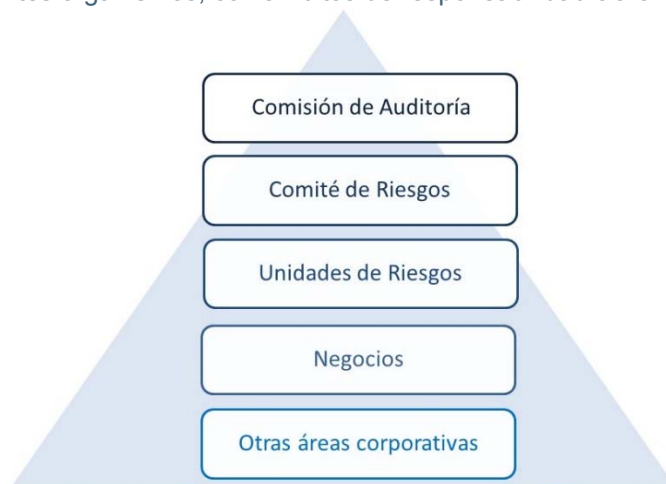 Comisión de Auditoría
Comité de Riesgos
Unidades de Riesgos
Negocios
Otras áreas corporativas